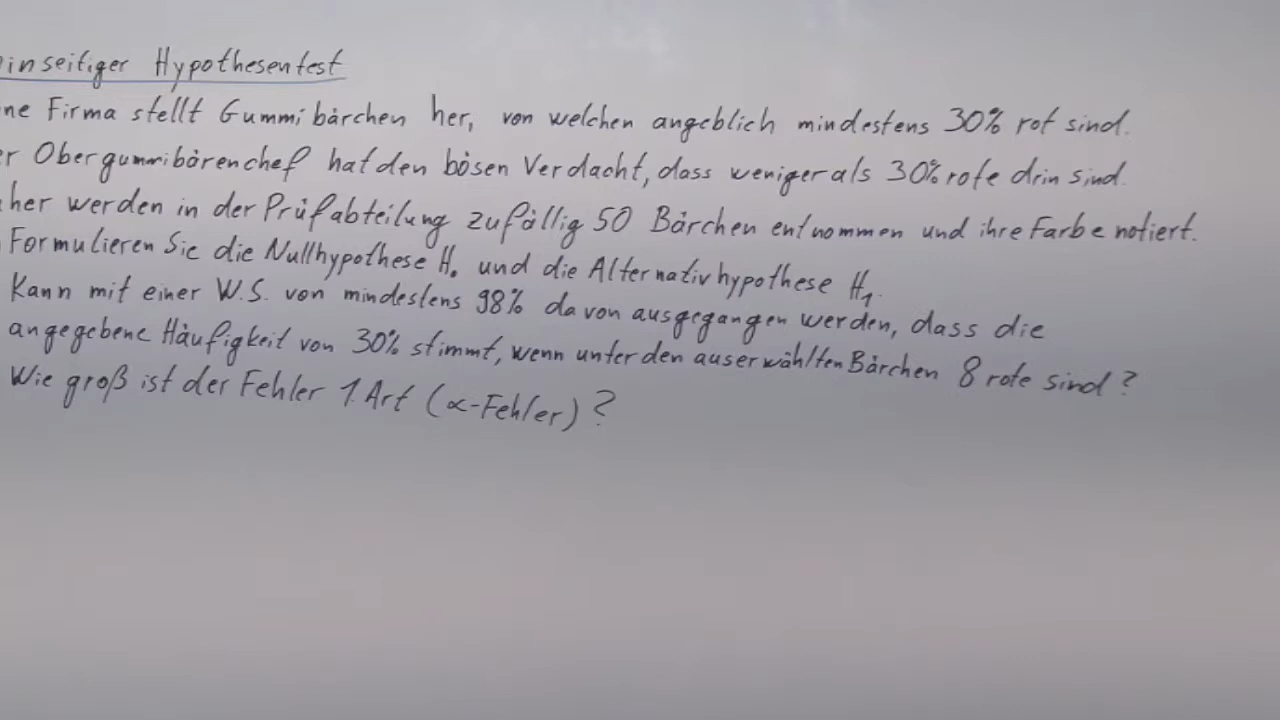 inseitiger Hypothesentest
ne Firma stellt Gummibärchen her, von welchen angeblich mindestens 30% rot sind.
r Obergummibärenchef hat den bösen Verdacht, dass weniger als 30% rote drin sind.
her werden in der Prüfabteilung zufällig 50 Bärchen entnommen und ihre Farbe notiert.
Formulieren Sie die Nullhypothese H₀ und die Alternativhypothese H₁.
Kann mit einer W.S. von mindestens 98% davon ausgegangen werden, dass die
angegebene Häufigkeit von 30% stimmt, wenn unter den auserwählten Bärchen 8 rote sind?
Wie groß ist der Fehler 1. Art (α-Fehler)?